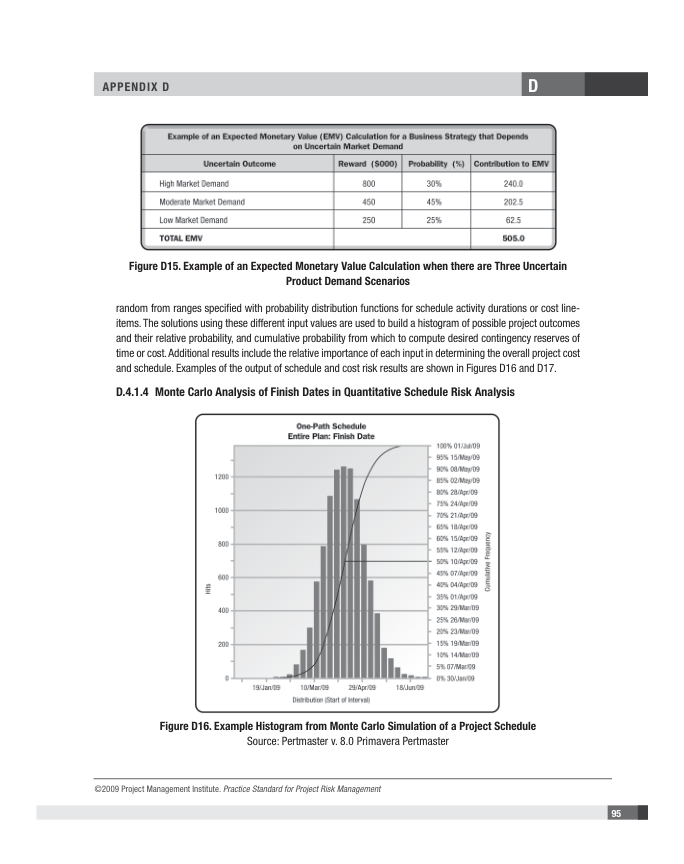 APPENDIX D
D
Example of an Expected Monetary Value (EMV) Calculation for a Business Strategy that Depends
on Uncertain Market Demand
Uncertain Outcome Reward ($000) Probability (%) Contribution to EMV
High Market Demand 800 30% 240.0
Moderate Market Demand 450 45% 202.5
Low Market Demand 250 25% 62.5
TOTAL EMV 505.0
Figure D15. Example of an Expected Monetary Value Calculation when there are Three Uncertain
Product Demand Scenarios
random from ranges specified with probability distribution functions for schedule activity durations or cost line-
items. The solutions using these different input values are used to build a histogram of possible project outcomes
and their relative probability, and cumulative probability from which to compute desired contingency reserves of
time or cost. Additional results include the relative importance of each input in determining the overall project cost
and schedule. Examples of the output of schedule and cost risk results are shown in Figures D16 and D17.
D.4.1.4 Monte Carlo Analysis of Finish Dates in Quantitative Schedule Risk Analysis
One-Path Schedule
Entire Plan: Finish Date
1200
1000
800
600
400
200
0
Hits
19/Jan/09 10/Mar/09 29/Apr/09 18/Jun/09
Distribution (Start of Interval)
100% 01/Jul/09
95% 15/May/09
90% 08/May/09
85% 02/May/09
80% 28/Apr/09
75% 24/Apr/09
70% 21/Apr/09
65% 18/Apr/09
60% 15/Apr/09
55% 12/Apr/09
50% 10/Apr/09
45% 07/Apr/09
40% 04/Apr/09
35% 01/Apr/09
30% 29/Mar/09
25% 26/Mar/09
20% 23/Mar/09
15% 19/Mar/09
10% 14/Mar/09
5% 07/Mar/09
0% 30/Jan/09
Cumulative Frequency
Figure D16. Example Histogram from Monte Carlo Simulation of a Project Schedule
Source: Pertmaster v. 8.0 Primavera Pertmaster
©2009 Project Management Institute. Practice Standard for Project Risk Management
95